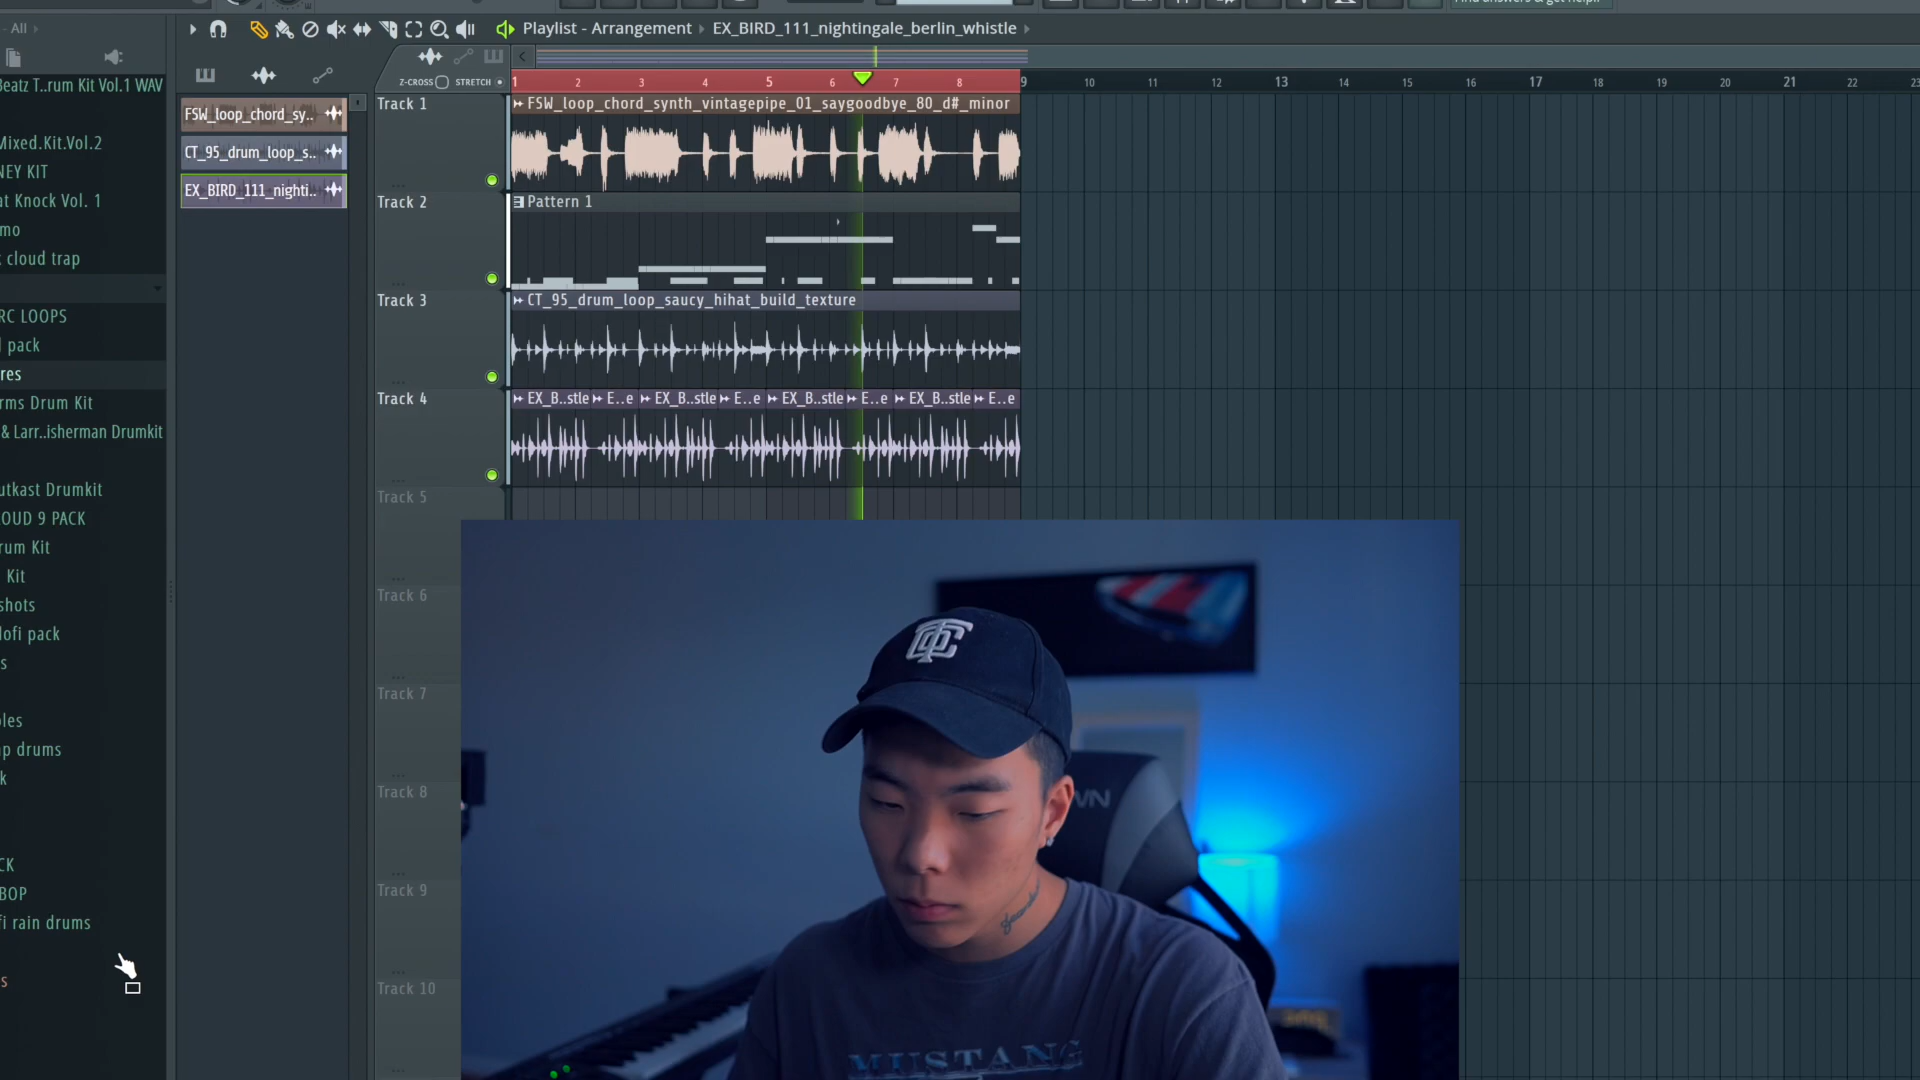 - All
Playlist - Arrangement
EX_BIRD_111_nightingale_berlin_whistle
Z-CROSS
STRETCH
1 2 3 4 5 6 7 8 9 10 11 12 13 14 15 16 17 18 19 20 21 22 23
FSW_loop_chord_sy..
CT_95_drum_loop_s..
EX_BIRD_111_nighti..
Track 1
FSW_loop_chord_synth_vintagepipe_01_saygoodbye_80_d#_minor
Track 2
Pattern 1
Track 3
CT_95_drum_loop_saucy_hihat_build_texture
Track 4
EX_B..stle E..e EX_B..stle E..e EX_B..stle E..e EX_B..stle E..e
Track 5
Track 6
Track 7
Track 8
Track 9
Track 10
Beatz T..rum Kit Vol.1 WAV
Mixed.Kit.Vol.2
NEY KIT
at Knock Vol. 1
mo
cloud trap
RC LOOPS
pack
res
rms Drum Kit
& Larr..isherman Drumkit
utkast Drumkit
OUD 9 PACK
rum Kit
Kit
shots
lofi pack
s
les
ap drums
k
CK
BOP
fi rain drums
s
MUSTANG